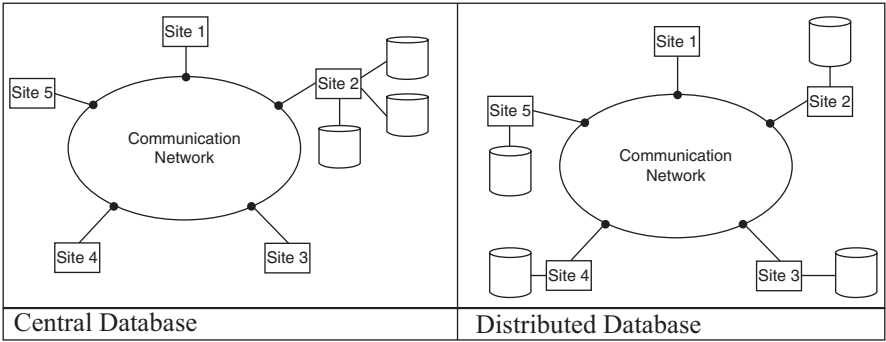 Site 1
Site 2
Site 5
Communication
Network
Site 4
Site 3
Central Database
Site 1
Site 2
Site 5
Communication
Network
Site 4
Site 3
Distributed Database